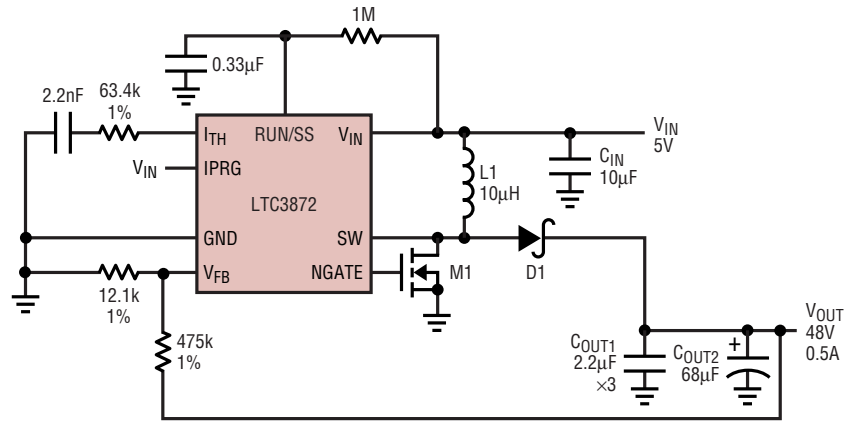 1M
0.33µF
2.2nF
63.4k
1%
ITH
RUN/SS
VIN
VIN
5V
VIN
IPRG
L1
10µH
CIN
10µF
LTC3872
GND
SW
VFB
NGATE
M1
D1
12.1k
1%
475k
1%
VOUT
48V
0.5A
COUT1
2.2µF
×3
+
COUT2
68µF